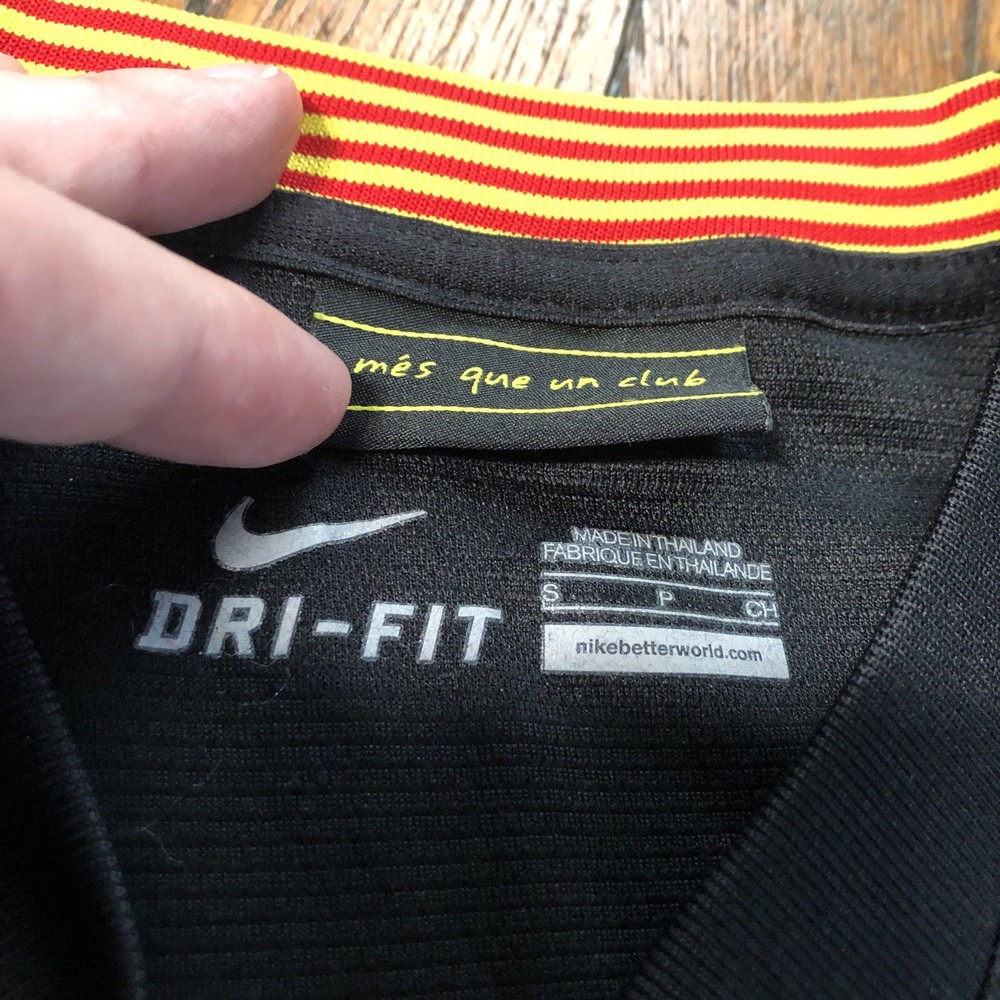 més que un club
DRI-FIT
MADE IN THAILAND
FABRIQUE EN THAILANDE
S P CH
nikebetterworld.com